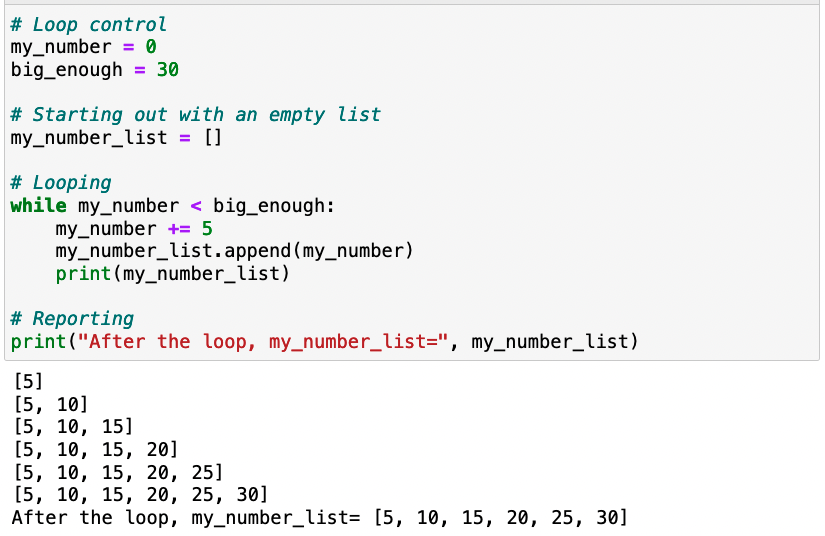 # Loop control
my_number = 0
big_enough = 30
# Starting out with an empty list
my_number_list = []
# Looping
while my_number < big_enough:
    my_number += 5
    my_number_list.append(my_number)
    print(my_number_list)
# Reporting
print("After the loop, my_number_list=", my_number_list)
[5]
[5, 10]
[5, 10, 15]
[5, 10, 15, 20]
[5, 10, 15, 20, 25]
[5, 10, 15, 20, 25, 30]
After the loop, my_number_list= [5, 10, 15, 20, 25, 30]